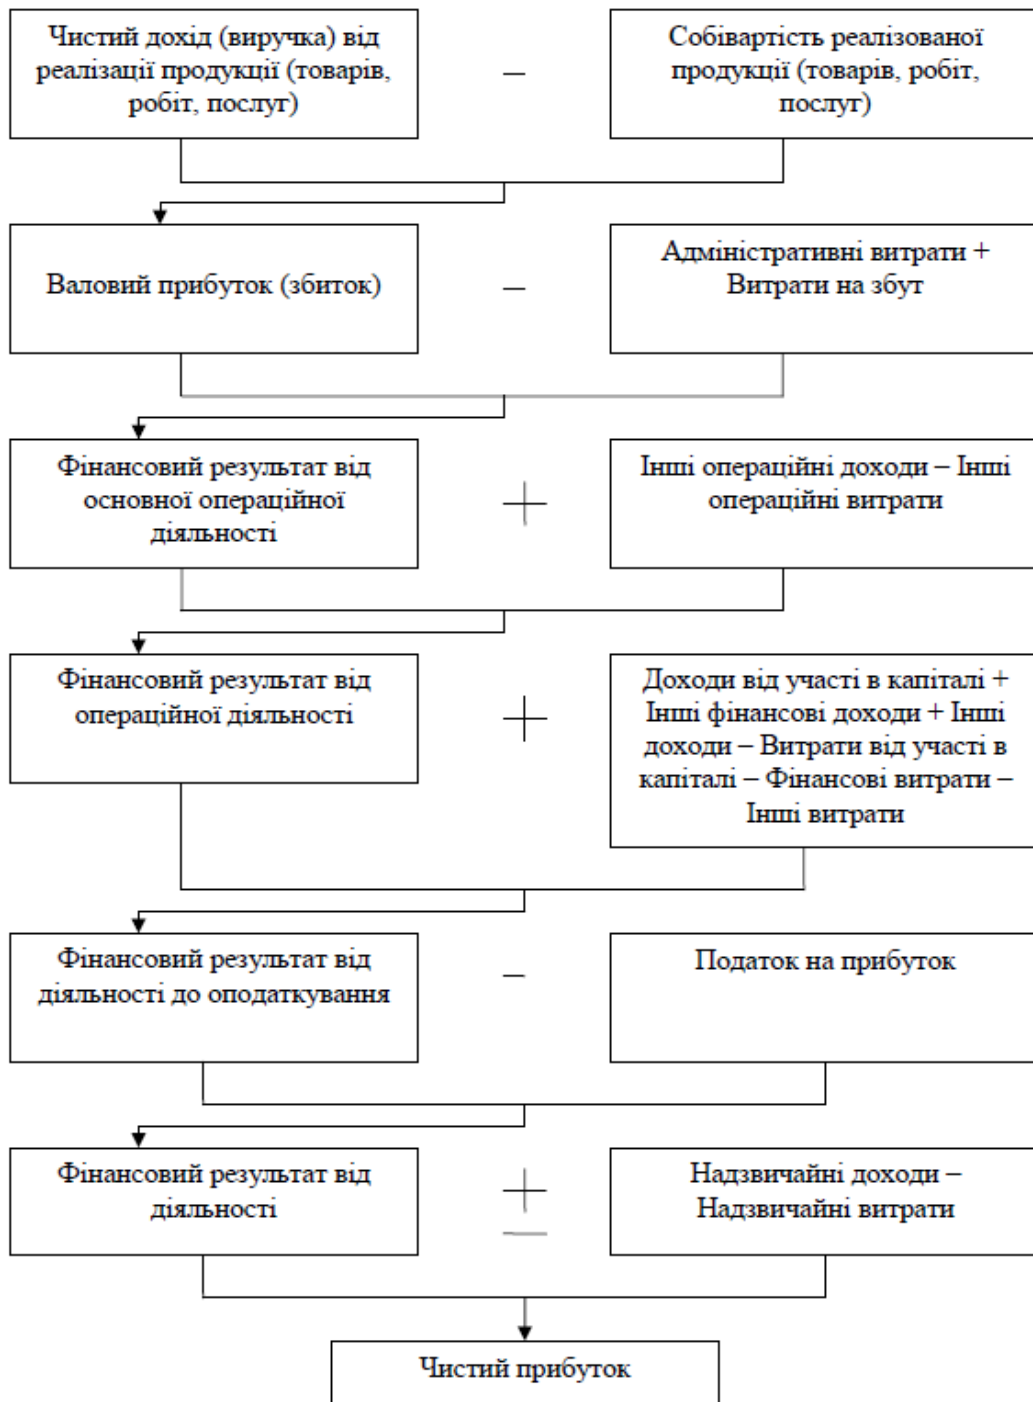 Чистий дохід (виручка) від
реалізації продукції (товарів,
робіт, послуг)
–
Собівартість реалізованої
продукції (товарів, робіт,
послуг)
Валовий прибуток (збиток)
–
Адміністративні витрати +
Витрати на збут
Фінансовий результат від
основної операційної
діяльності
+
Інші операційні доходи – Інші
операційні витрати
Фінансовий результат від
операційної діяльності
+
Доходи від участі в капіталі +
Інші фінансові доходи + Інші
доходи – Витрати від участі в
капіталі – Фінансові витрати –
Інші витрати
Фінансовий результат від
діяльності до оподаткування
–
Податок на прибуток
Фінансовий результат від
діяльності
+
–
Надзвичайні доходи –
Надзвичайні витрати
Чистий прибуток